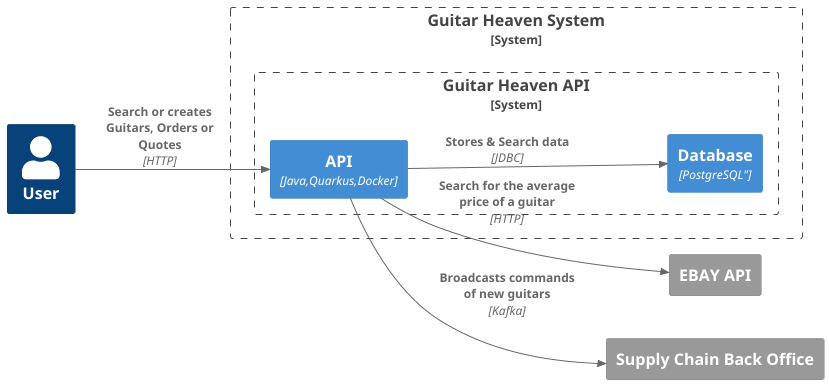 Guitar Heaven System
[System]
Guitar Heaven API
[System]
Search or creates
Guitars, Orders or
Quotes
[HTTP]
User
API
[Java,Quarkus,Docker]
Stores & Search data
[JDBC]
Database
[PostgreSQL"]
Search for the average
price of a guitar
[HTTP]
EBAY API
Broadcasts commands
of new guitars
[Kafka]
Supply Chain Back Office